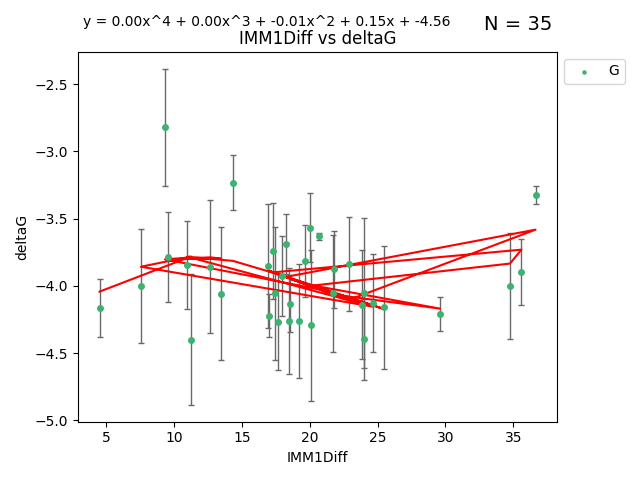 y = 0.00x^4 + 0.00x^3 + -0.01x^2 + 0.15x + -4.56
N = 35
IMM1Diff vs deltaG
G
deltaG
−2.5
−3.0
−3.5
−4.0
−4.5
−5.0
5 10 15 20 25 30 35
IMM1Diff